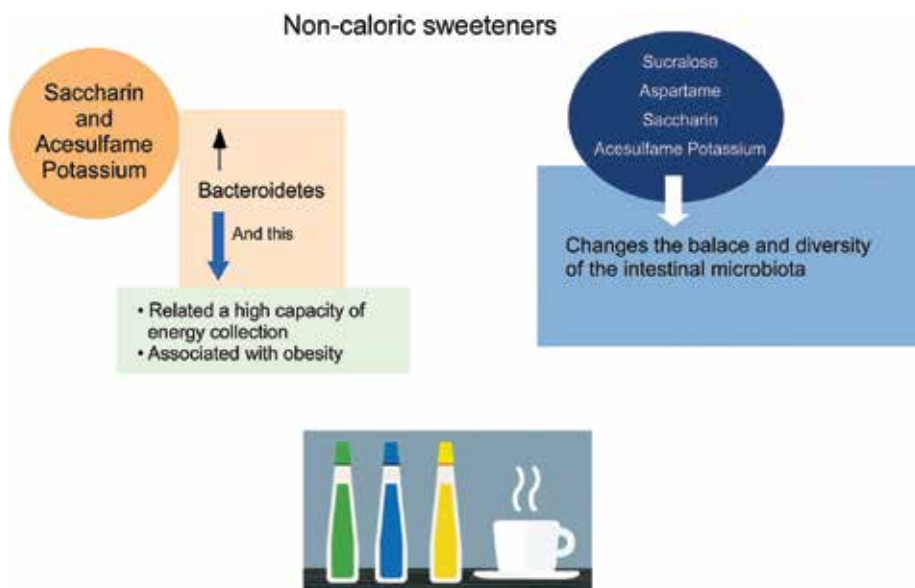 Non-caloric sweeteners
Saccharin
and
Acesulfame
Potassium
Bacteroidetes
And this
• Related a high capacity of
energy collection
• Associated with obesity
Sucralose
Aspartame
Saccharin
Acesulfame Potassium
Changes the balace and diversity
of the intestinal microbiota